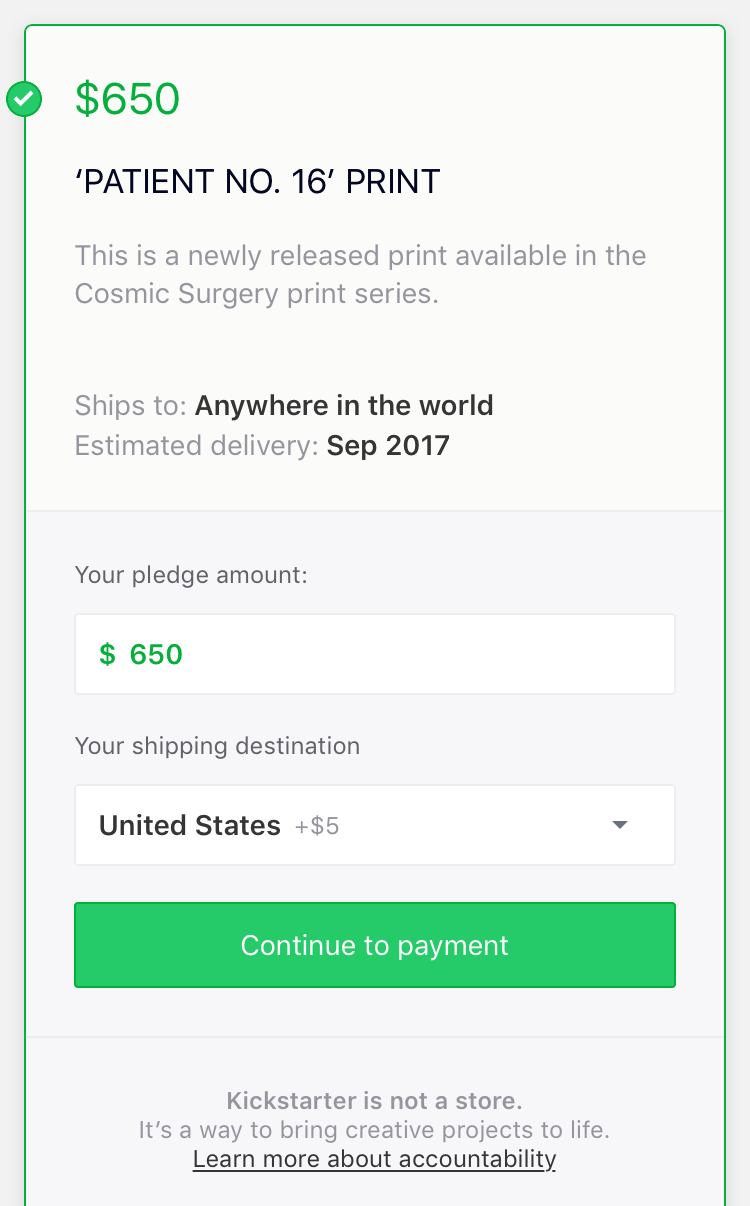 $650
‘PATIENT NO. 16’ PRINT
This is a newly released print available in the
Cosmic Surgery print series.
Ships to: Anywhere in the world
Estimated delivery: Sep 2017
Your pledge amount:
$ 650
Your shipping destination
United States +$5
Continue to payment
Kickstarter is not a store.
It’s a way to bring creative projects to life.
Learn more about accountability